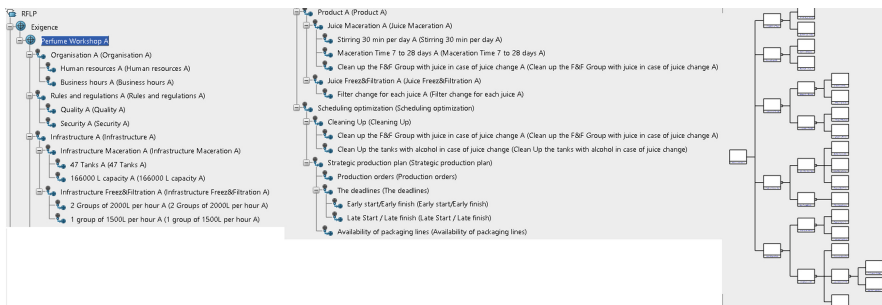 RFLP
Exigence
Perfume Workshop A
Organisation A (Organisation A)
Human resources A (Human resources A)
Business hours A (Business hours A)
Rules and regulations A (Rules and regulations A)
Quality A (Quality A)
Security A (Security A)
Infrastructure A (Infrastructure A)
Infrastructure Maceration A (Infrastructure Maceration A)
47 Tanks A (47 Tanks A)
166000 L capacity A (166000 L capacity A)
Infrastructure Freez&Filtration A (Infrastructure Freez&Filtration A)
2 Groups of 2000L per hour A (2 Groups of 2000L per hour A)
1 group of 1500L per hour A (1 group of 1500L per hour A)
Product A (Product A)
Juice Maceration A (Juice Maceration A)
Stirring 30 min per day A (Stirring 30 min per day A)
Maceration Time 7 to 28 days A (Maceration Time 7 to 28 days A)
Clean up the F&F Group with juice in case of juice change A (Clean up the F&F Group with juice in case of juice change A)
Juice Freez&Filtration A (Juice Freez&Filtration A)
Filter change for each juice A (Filter change for each juice A)
Scheduling optimization (Scheduling optimization)
Cleaning Up (Cleaning Up)
Clean up the F&F Group with juice in case of juice change A (Clean up the F&F Group with juice in case of juice change A)
Clean Up the tanks with alcohol in case of juice change (Clean Up the tanks with alcohol in case of juice change)
Strategic production plan (Strategic production plan)
Production orders (Production orders)
The deadlines (The deadlines)
Early start/Early finish (Early start/Early finish)
Late Start / Late finish (Late Start / Late finish)
Availability of packaging lines (Availability of packaging lines)